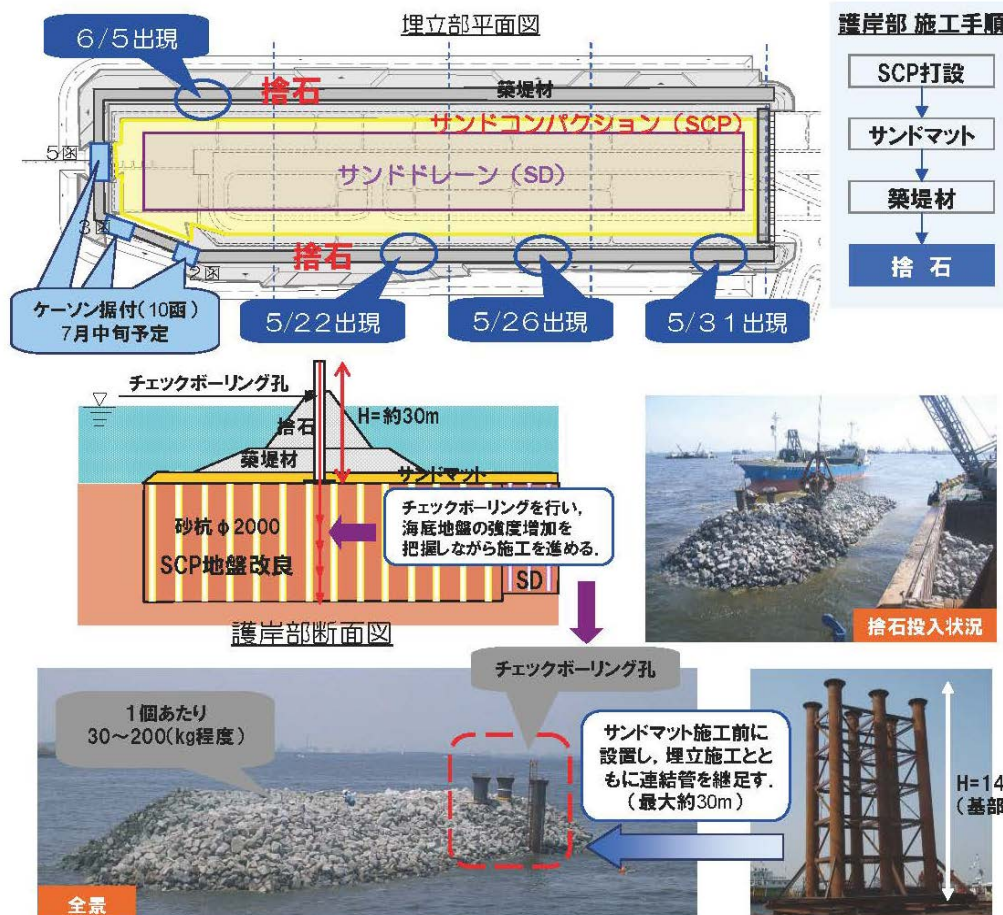 埋立部平面図
6/5出現
捨石
築堤材
サンドコンパクション(SCP)
サンドドレーン(SD)
5図
3図
2図
捨石
ケーソン据付(10函)
7月中旬予定
5/22出現
5/26出現
5/31出現
護岸部 施工手順
SCP打設
サンドマット
築堤材
捨 石
チェックボーリング孔
H=約30m
捨石
築堤材
サンドマット
砂杭φ2000
SCP地盤改良
SD
チェックボーリングを行い,
海底地盤の強度増加を
把握しながら施工を進める.
護岸部断面図
捨石投入状況
チェックボーリング孔
1個あたり
30~200(kg程度)
サンドマット施工前に
設置し,埋立施工とと
もに連結管を継足す.
(最大約30m)
H=14
(基部
全景